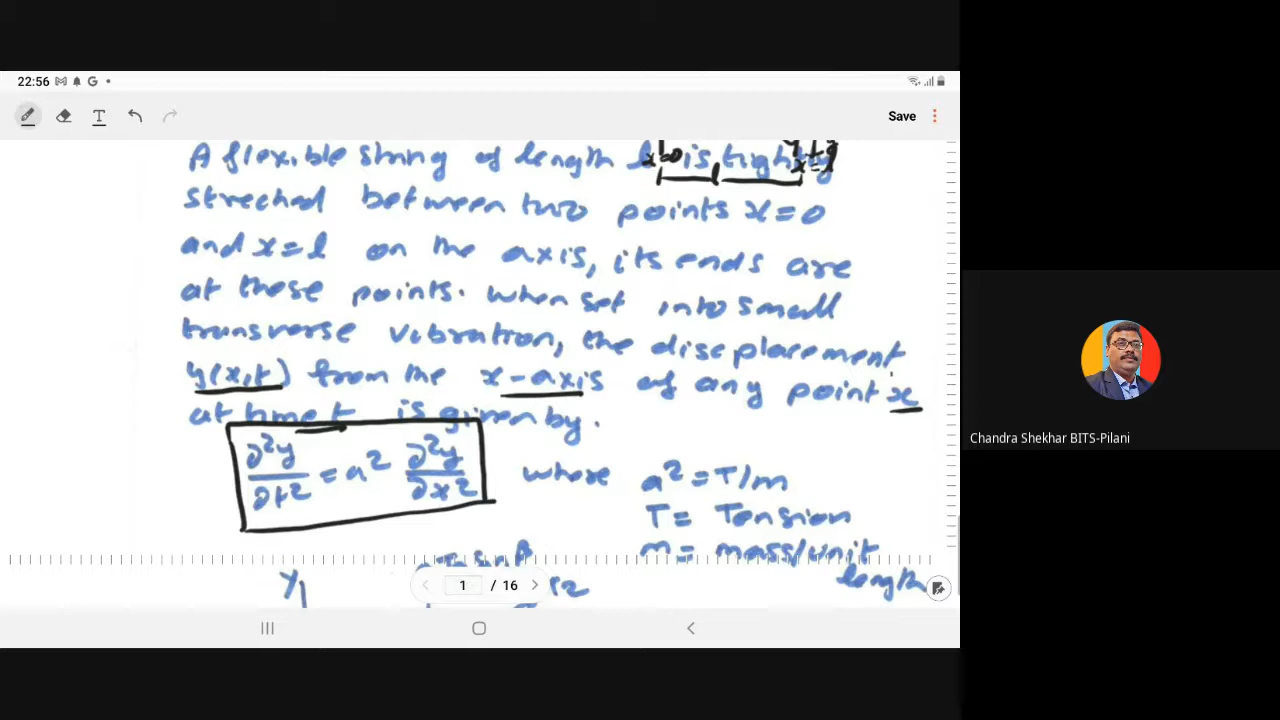 22:56
Save
A flexible string of length l is tightly
x=0
x=l
streched between two points x=0
and x=l on the axis, its ends are
at these points. When set into small
transverse vibration, the displacement
y(x,t) from the x-axis of any point x
at time t is given by.
∂²y/∂t² = a² ∂²y/∂x² where a² = T/m
T = Tension
m = mass/unit
length
1 / 16
Chandra Shekhar BITS-Pilani